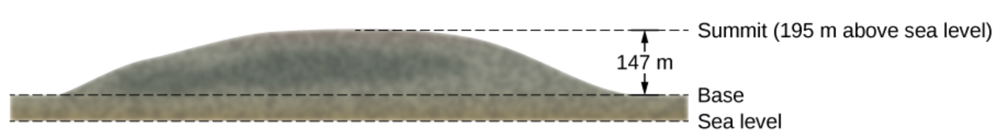 Summit (195 m above sea level)
147 m
Base
Sea level